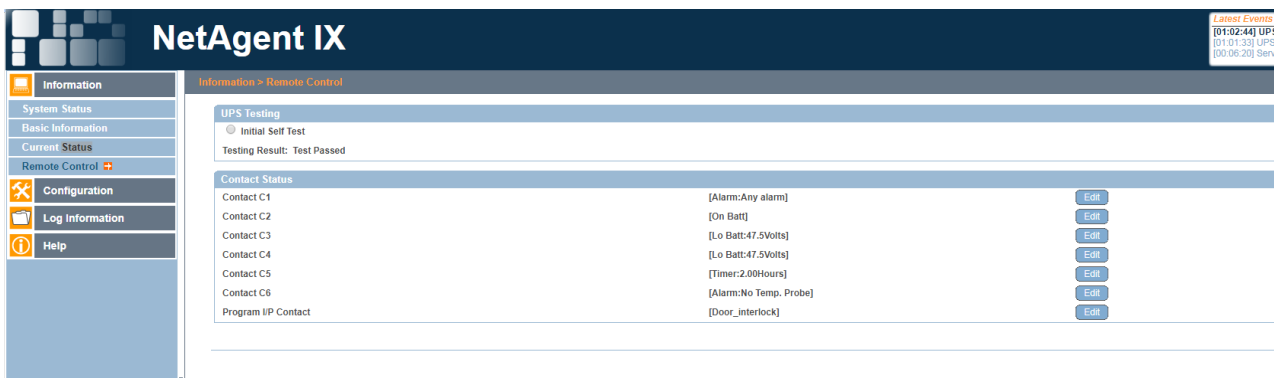 NetAgent IX
Latest Events
[01:02:44] UPS
[01:01:33] UPS
[00:06:20] Serv
Information
System Status
Basic Information
Current Status
Remote Control
Configuration
Log Information
Help
Information > Remote Control
UPS Testing
Initial Self Test
Testing Result: Test Passed
Contact Status
Contact C1 [Alarm:Any alarm] Edit
Contact C2 [On Batt] Edit
Contact C3 [Lo Batt:47.5Volts] Edit
Contact C4 [Lo Batt:47.5Volts] Edit
Contact C5 [Timer:2.00Hours] Edit
Contact C6 [Alarm:No Temp. Probe] Edit
Program I/P Contact [Door_interlock] Edit